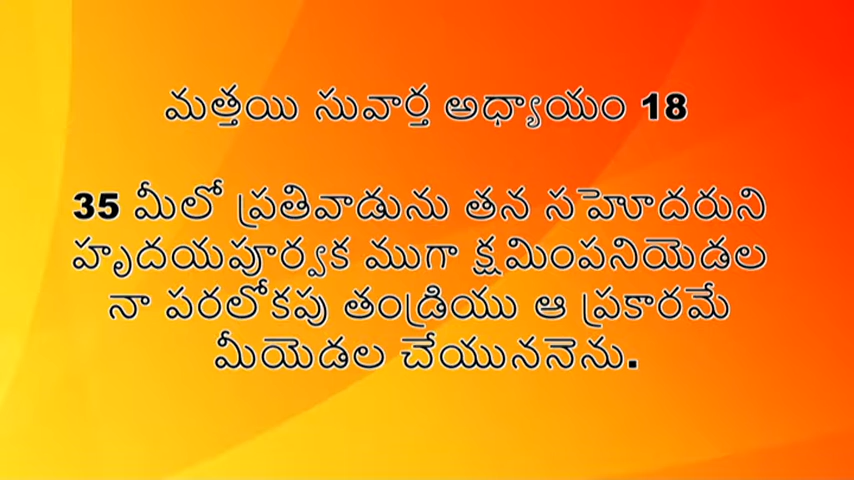 మత్తయి సువార్త అధ్యాయం 18
35 మీలో ప్రతివాడును తన సహోదరుని
హృదయపూర్వక ముగా క్షమింపనియెడల
నా పరలోకపు తండ్రియు ఆ ప్రకారమే
మీయెడల చేయుననెను.